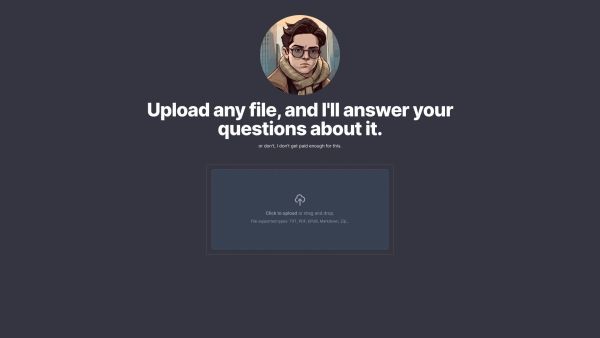 Upload any file, and I'll answer your
questions about it.
or don't, I don't get paid enough for this
Click to upload or drag and drop
File supported types: TXT, PDF, EPUB, Markdown, Zip...